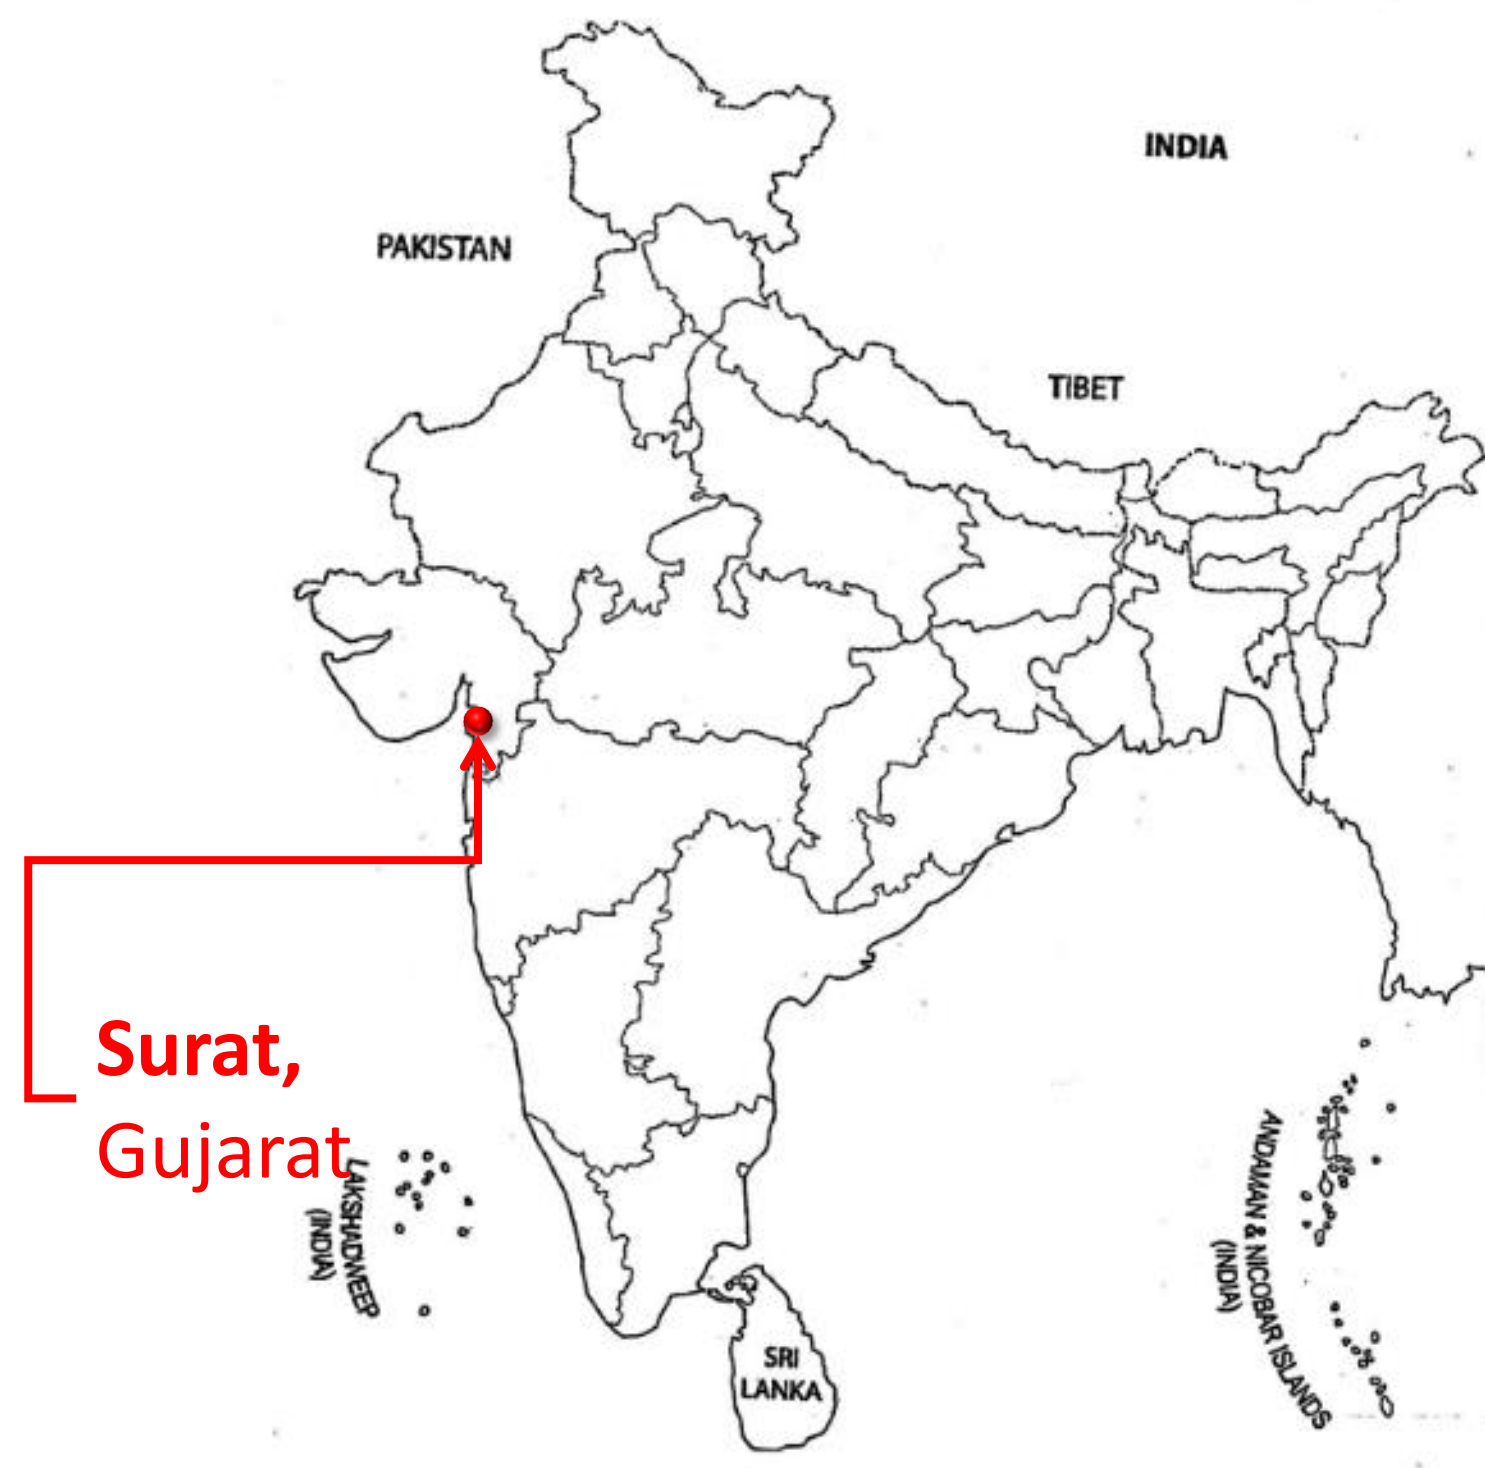 INDIA
PAKISTAN
TIBET
Surat,
Gujarat
LAKSHADWEEP
(INDIA)
ANDAMAN & NICOBAR ISLANDS
(INDIA)
SRI
LANKA